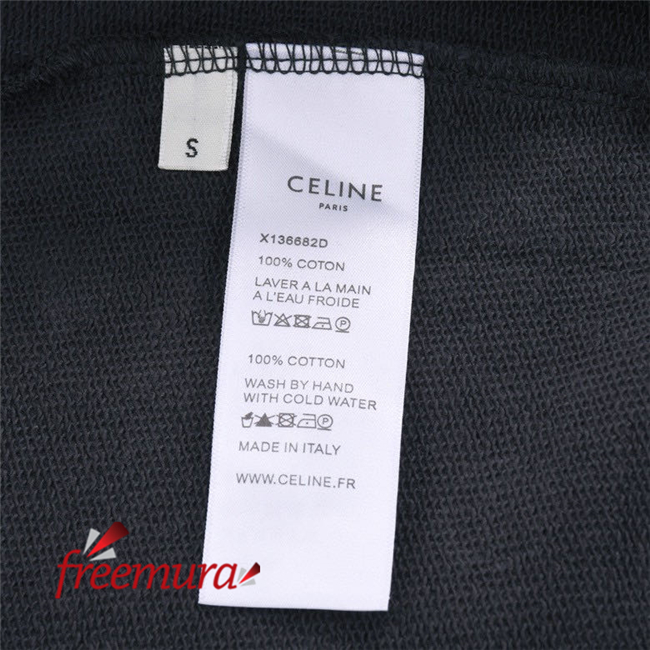 S
CELINE
PARIS
X136682D
100% COTON
LAVER A LA MAIN
A L'EAU FROIDE
P
100% COTTON
WASH BY HAND
WITH COLD WATER
P
MADE IN ITALY
WWW.CELINE.FR
freemura